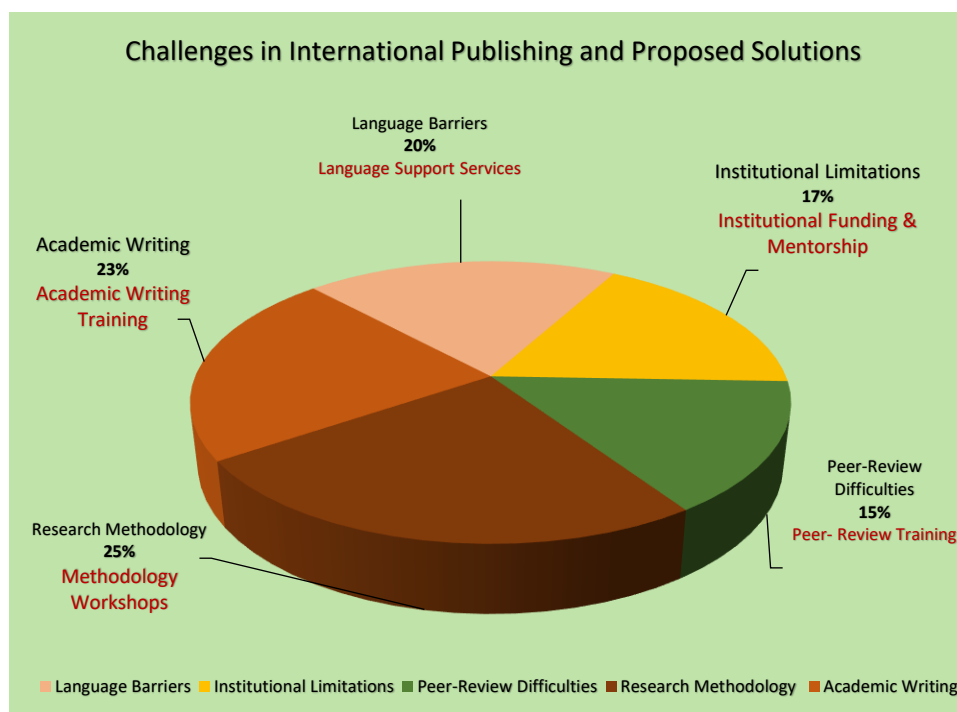 Challenges in International Publishing and Proposed Solutions
Language Barriers
20%
Language Support Services
Institutional Limitations
17%
Institutional Funding &
Mentorship
Academic Writing
23%
Academic Writing
Training
Peer-Review
Difficulties
15%
Peer- Review Training
Research Methodology
25%
Methodology
Workshops
Language Barriers Institutional Limitations Peer-Review Difficulties Research Methodology Academic Writing